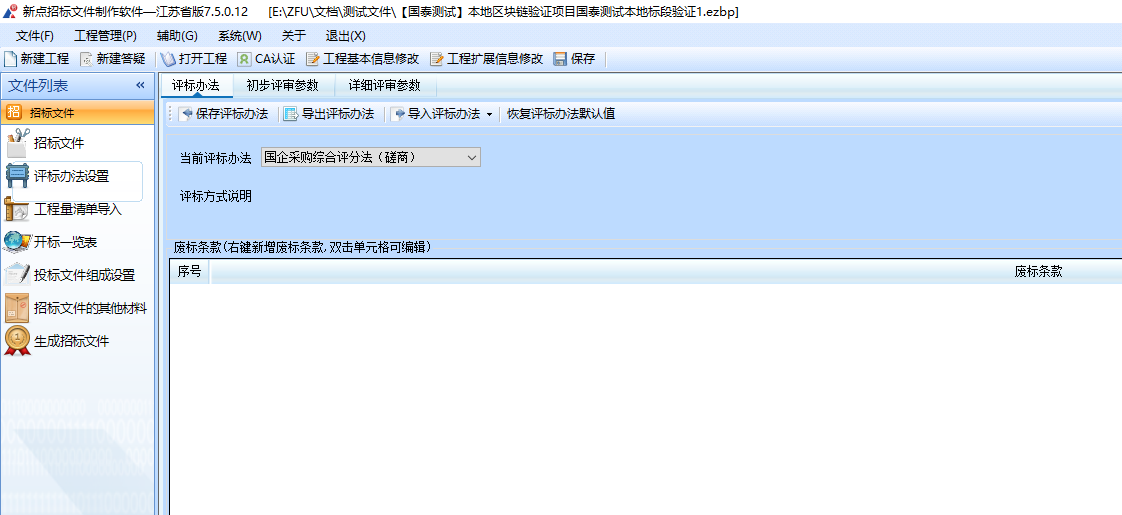 新点招标文件制作软件—江苏省版7.5.0.12 [E:\ZFU\文档\测试文件\【国泰测试】本地区块链验证项目国泰测试本地标段验证1.ezbp]
文件(F) 工程管理(P) 辅助(G) 系统(W) 关于 退出(X)
新建工程 新建答疑 打开工程 CA认证 工程基本信息修改 工程扩展信息修改 保存
文件列表 «
招 招标文件
招标文件
评标办法设置
工程量清单导入
开标一览表
投标文件组成设置
招标文件的其他材料
生成招标文件
评标办法 初步评审参数 详细评审参数
保存评标办法 导出评标办法 导入评标办法 恢复评标办法默认值
当前评标办法 国企采购综合评分法（磋商）
评标方式说明
废标条款(右键新增废标条款,双击单元格可编辑)
序号 废标条款